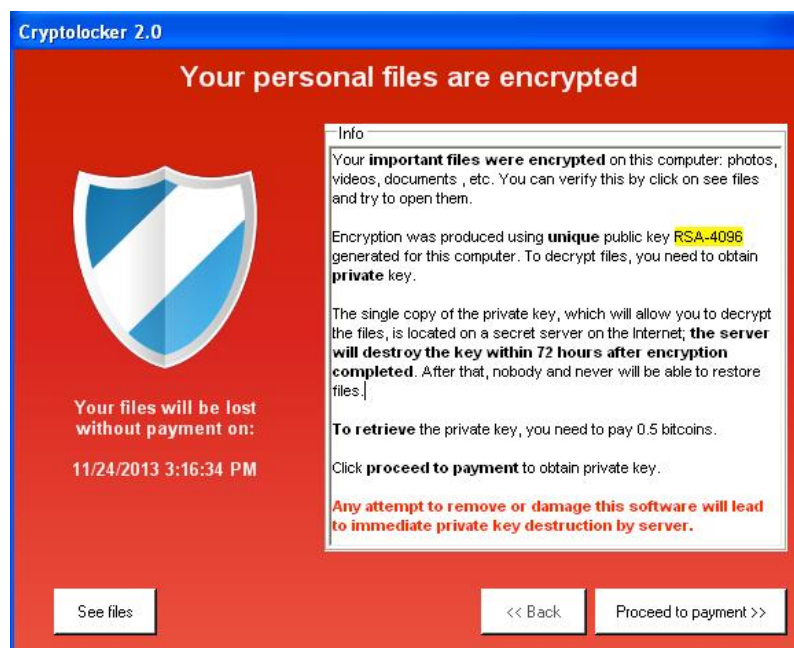 Cryptolocker 2.0
Your personal files are encrypted
Info
Your important files were encrypted on this computer: photos,
videos, documents , etc. You can verify this by click on see files
and try to open them.
Encryption was produced using unique public key RSA-4096
generated for this computer. To decrypt files, you need to obtain
private key.
The single copy of the private key, which will allow you to decrypt
the files, is located on a secret server on the Internet; the server
will destroy the key within 72 hours after encryption
completed. After that, nobody and never will be able to restore
files.
To retrieve the private key, you need to pay 0.5 bitcoins.
Click proceed to payment to obtain private key.
Any attempt to remove or damage this software will lead
to immediate private key destruction by server.
Your files will be lost
without payment on:
11/24/2013 3:16:34 PM
See files
<< Back
Proceed to payment >>